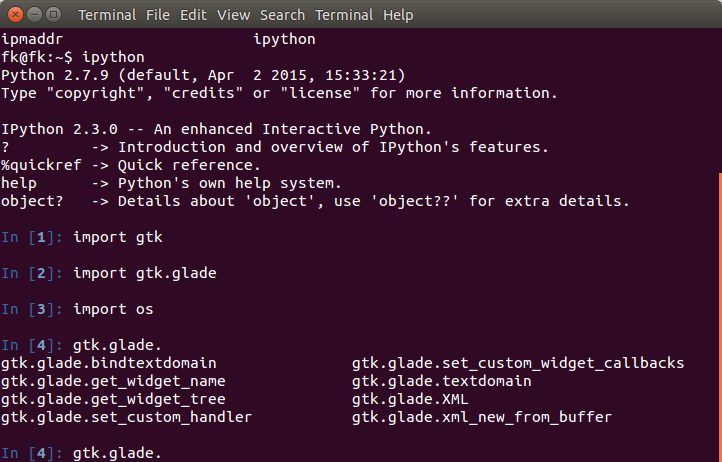 Terminal File Edit View Search Terminal Help
ipmaddr                     ipython
fk@fk:~$ ipython
Python 2.7.9 (default, Apr  2 2015, 15:33:21)
Type "copyright", "credits" or "license" for more information.
IPython 2.3.0 -- An enhanced Interactive Python.
?         -> Introduction and overview of IPython's features.
%quickref -> Quick reference.
help      -> Python's own help system.
object?   -> Details about 'object', use 'object??' for extra details.
In [1]: import gtk
In [2]: import gtk.glade
In [3]: import os
In [4]: gtk.glade.
gtk.glade.bindtextdomain               gtk.glade.set_custom_widget_callbacks
gtk.glade.get_widget_name              gtk.glade.textdomain
gtk.glade.get_widget_tree              gtk.glade.XML
gtk.glade.set_custom_handler           gtk.glade.xml_new_from_buffer
In [4]: gtk.glade.